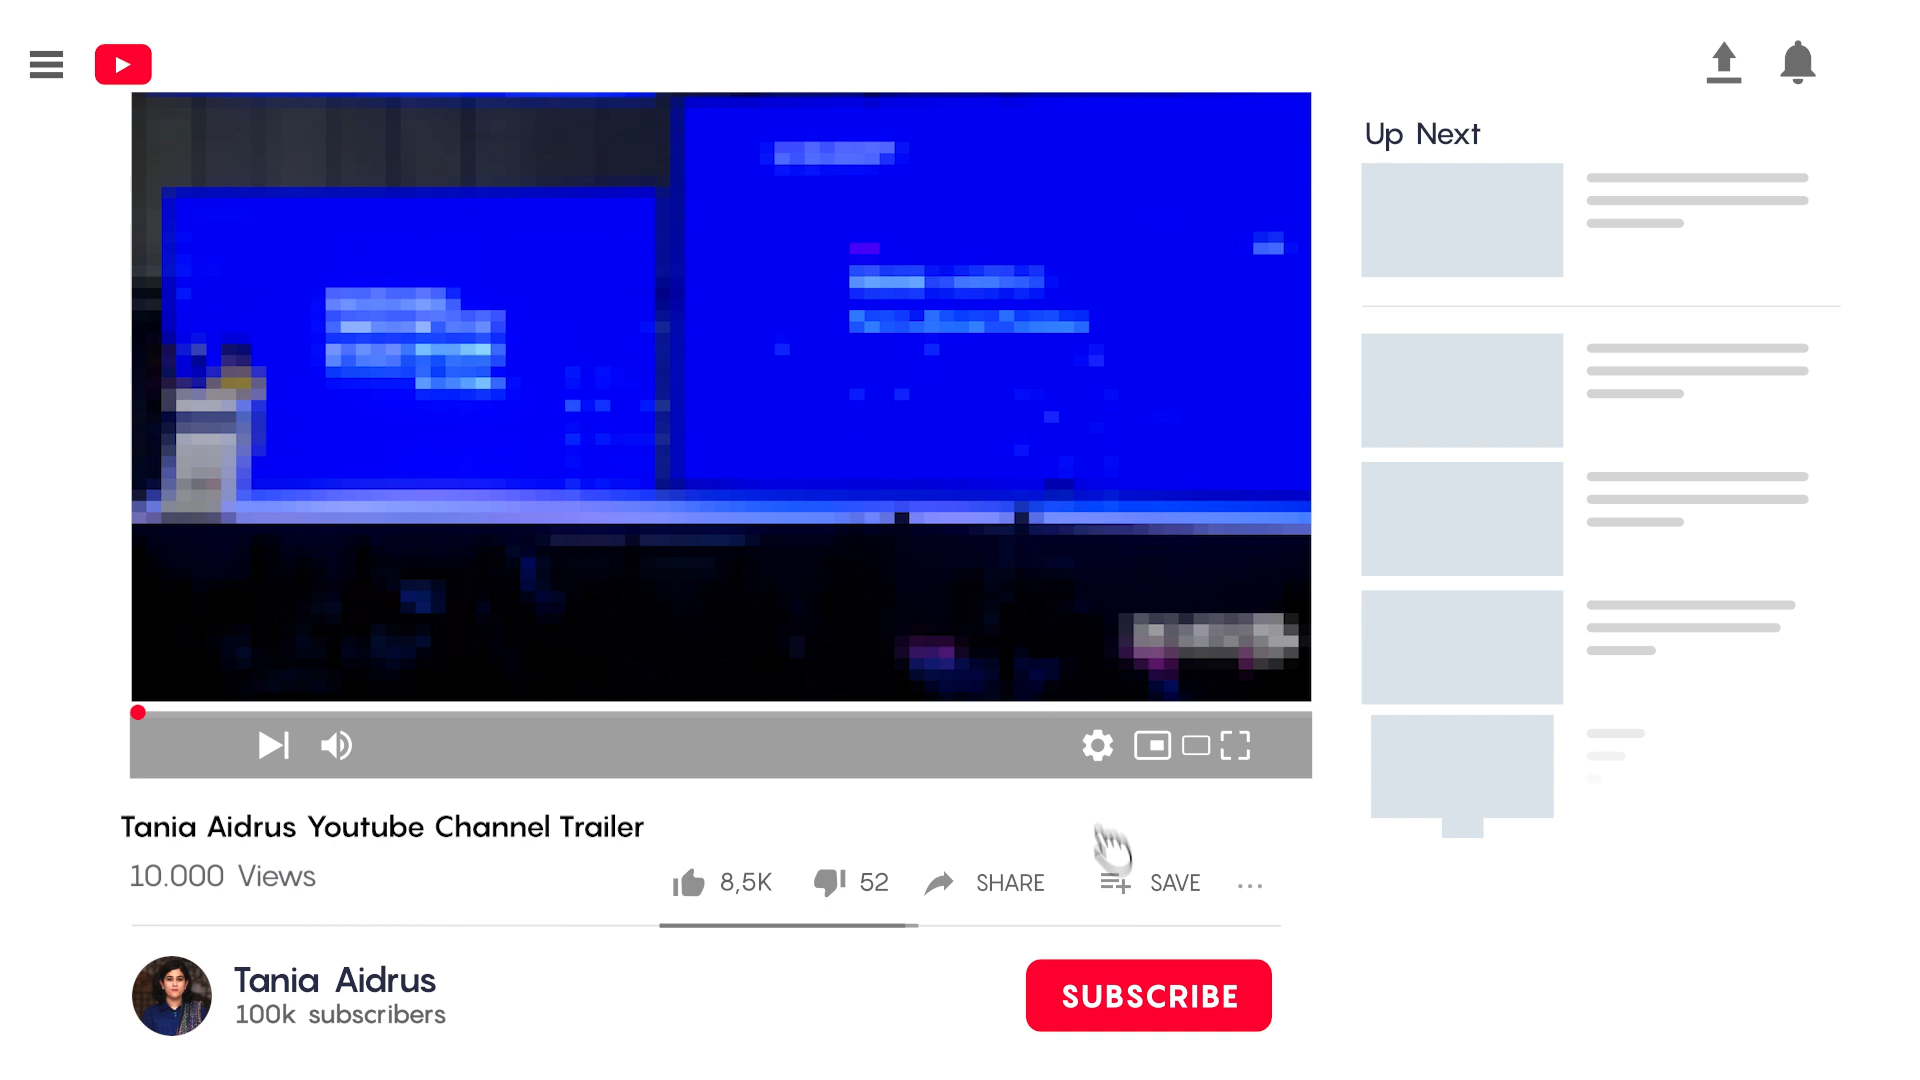 Up Next
Tania Aidrus Youtube Channel Trailer
10.000 Views
8,5K 52 SHARE SAVE ...
Tania Aidrus
100k subscribers
SUBSCRIBE